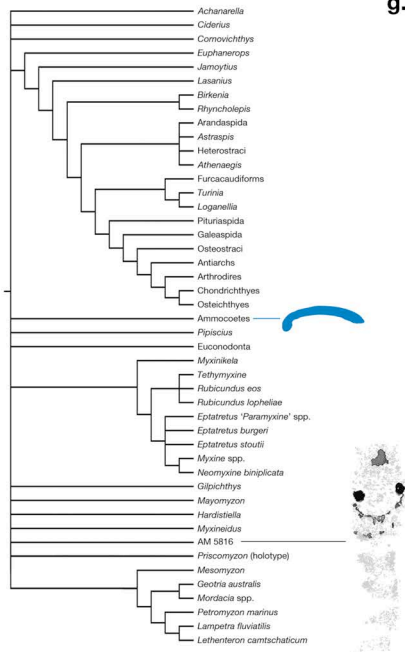 g.
Achanarella
Ciderius
Cornovichthys
Euphanerops
Jamoytius
Lasanius
Birkenia
Rhyncholepis
Arandaspida
Astraspis
Heterostraci
Athenaegis
Furcacaudiforms
Turinia
Loganellia
Pituriaspida
Galeaspida
Osteostraci
Antiarchs
Arthrodires
Chondrichthyes
Osteichthyes
Ammocoetes
Pipiscius
Euconodonta
Myxinikela
Tethymyxine
Rubicundus eos
Rubicundus lopheliae
Eptatretus 'Paramyxine' spp.
Eptatretus burgeri
Eptatretus stoutii
Myxine spp.
Neomyxine biniplicata
Gilpichthys
Mayomyzon
Hardistiella
Myxineidus
AM 5816
Priscomyzon (holotype)
Mesomyzon
Geotria australis
Mordacia spp.
Petromyzon marinus
Lampetra fluviatilis
Lethenteron camtschaticum